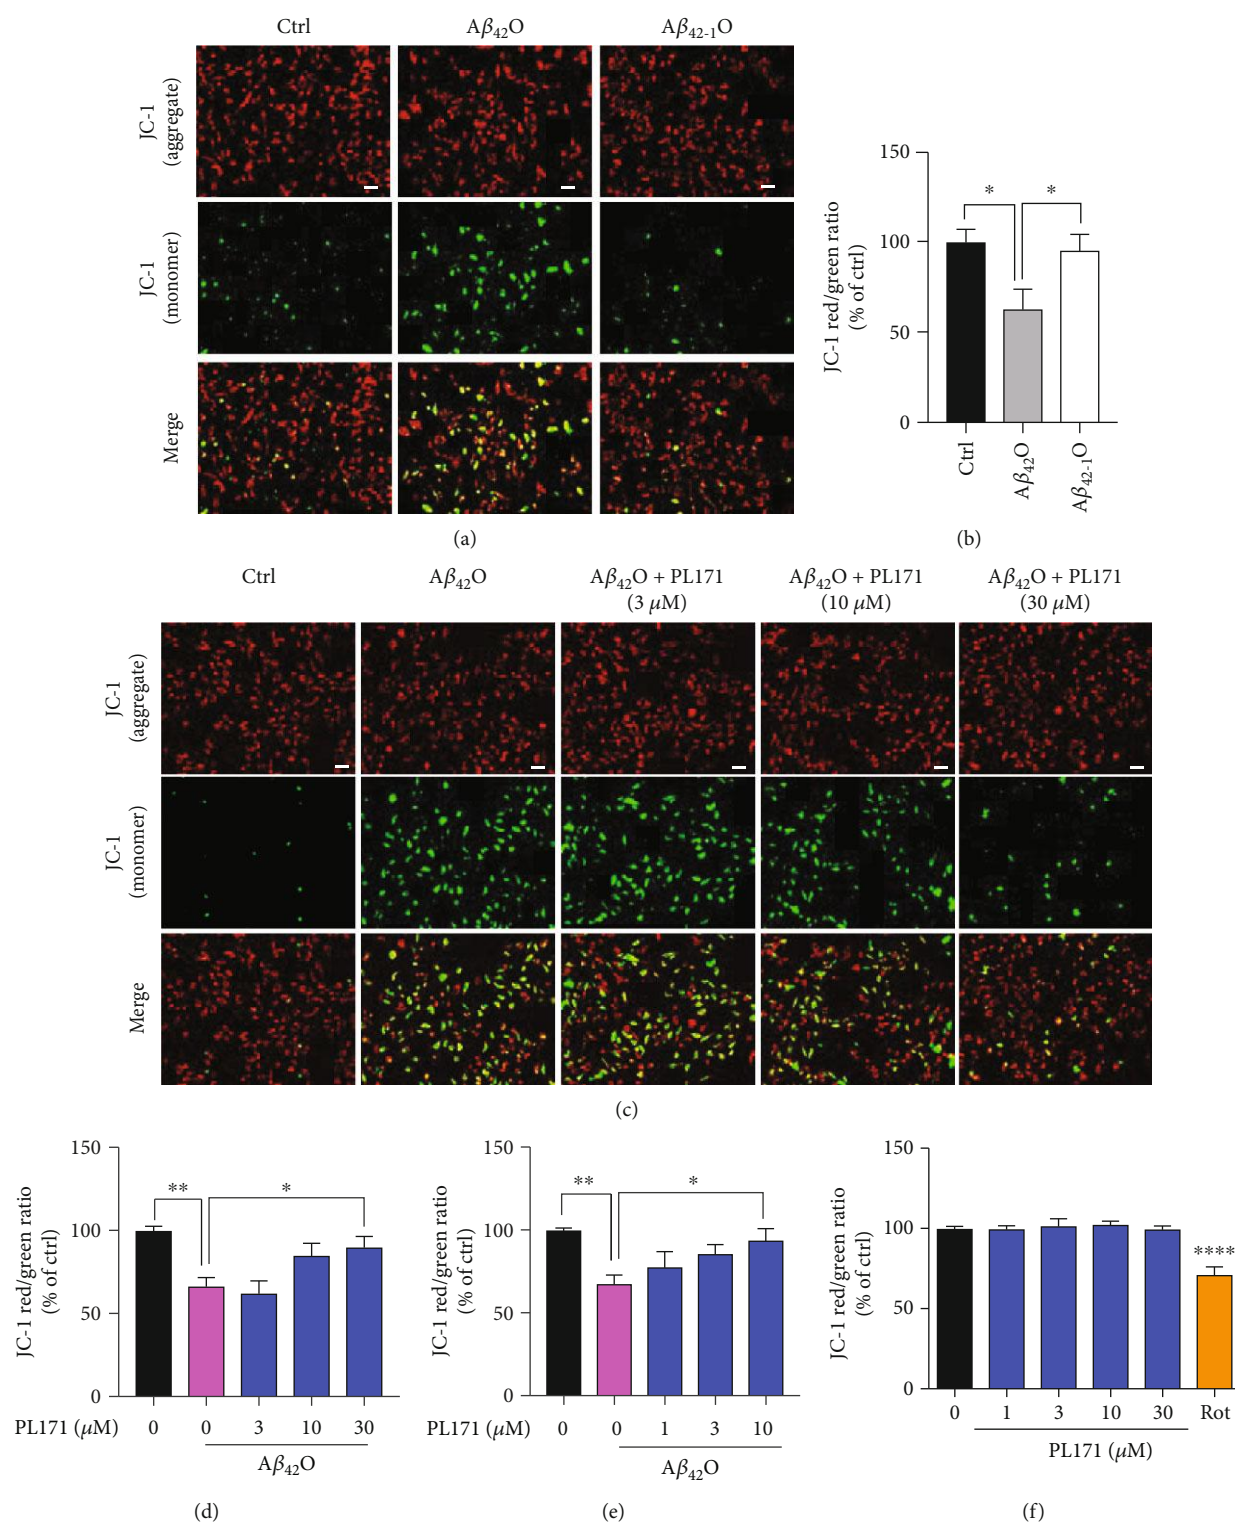 Ctrl Aβ42O Aβ42-1O
JC-1
(aggregate)
JC-1
(monomer)
Merge
(a)
JC-1 red/green ratio
(% of ctrl)
150
100
50
0
* *
Ctrl Aβ42O Aβ42-1O
(b)
Ctrl Aβ42O Aβ42O + PL171 Aβ42O + PL171 Aβ42O + PL171
(3 μM) (10 μM) (30 μM)
JC-1
(aggregate)
JC-1
(monomer)
Merge
(c)
JC-1 red/green ratio
(% of ctrl)
150
100
50
0
** *
PL171 (μM) 0 0 3 10 30
Aβ42O
(d)
JC-1 red/green ratio
(% of ctrl)
150
100
50
0
** *
PL171 (μM) 0 0 1 3 10
Aβ42O
(e)
JC-1 red/green ratio
(% of ctrl)
150
100
50
0
****
0 1 3 10 30 Rot
PL171 (μM)
(f)